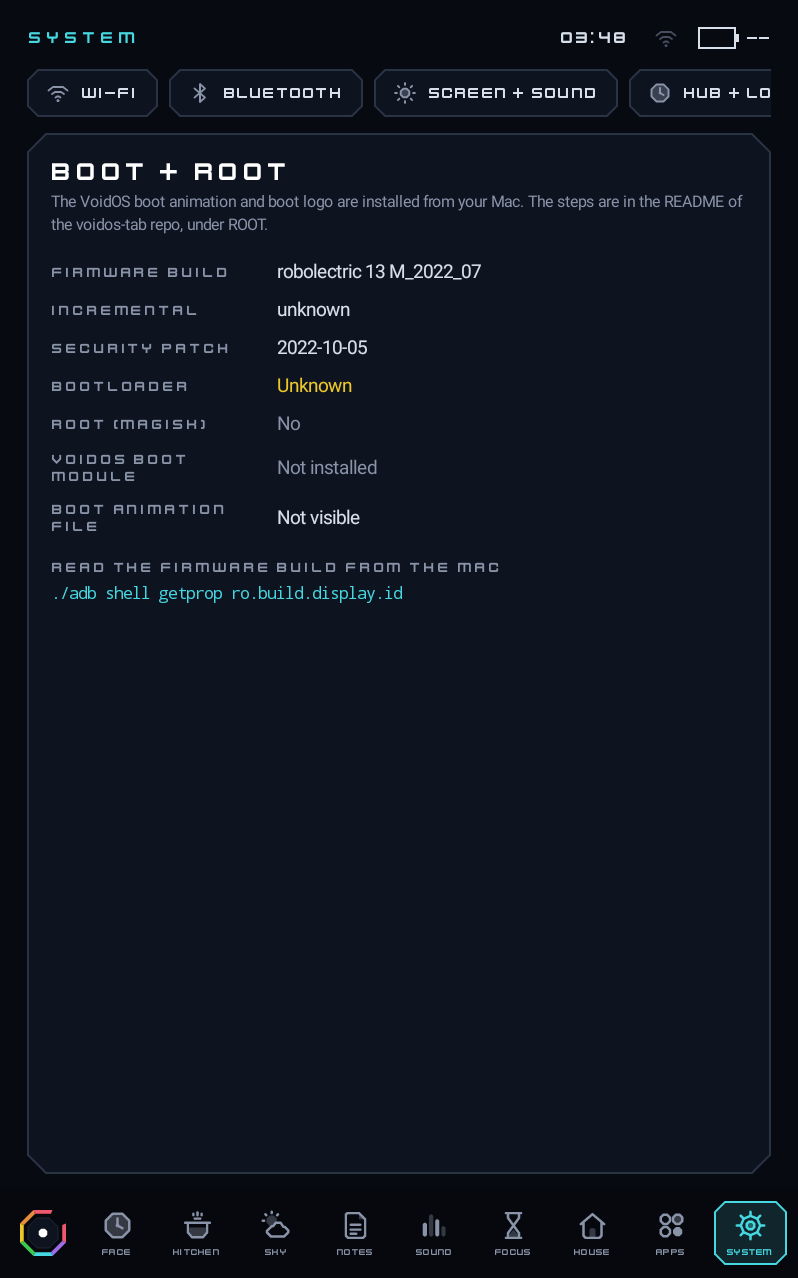 SYSTEM
03:48
--
WI-FI
BLUETOOTH
SCREEN + SOUND
HUB + LO
BOOT + ROOT
The VoidOS boot animation and boot logo are installed from your Mac. The steps are in the README of
the voidos-tab repo, under ROOT.
FIRMWARE BUILD
robolectric 13 M_2022_07
INCREMENTAL
unknown
SECURITY PATCH
2022-10-05
BOOTLOADER
Unknown
ROOT (MAGISK)
No
VOIDOS BOOT
MODULE
Not installed
BOOT ANIMATION
FILE
Not visible
READ THE FIRMWARE BUILD FROM THE MAC
./adb shell getprop ro.build.display.id
FACE
KITCHEN
SKY
NOTES
SOUND
FOCUS
HOUSE
APPS
SYSTEM